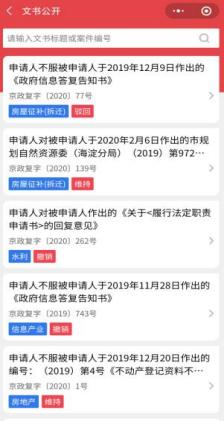 文书公开
请输入文书标题或案件编号
申请人不服被申请人于2019年12月9日作出的
《政府信息答复告知书》
京政复字〔2020〕77号
房屋征补(拆迁) 驳回
申请人对被申请人于2020年2月6日作出的市规
划自然资源委（海淀分局）（2019）第972…
京政复字〔2020〕139号
房屋征补(拆迁) 维持
申请人对被申请人作出的《关于<履行法定职责
申请书>的回复意见》
京政复字〔2020〕262号
水利 撤销
申请人不服被申请人于2019年11月28日作出的
《政府信息答复告知书》
京政复字〔2019〕743号
信息产业 撤销
申请人不服被申请人于2019年12月20日作出的
编号：（2019）第4号《不动产登记资料不…
京政复字〔2020〕1号
房地产 维持